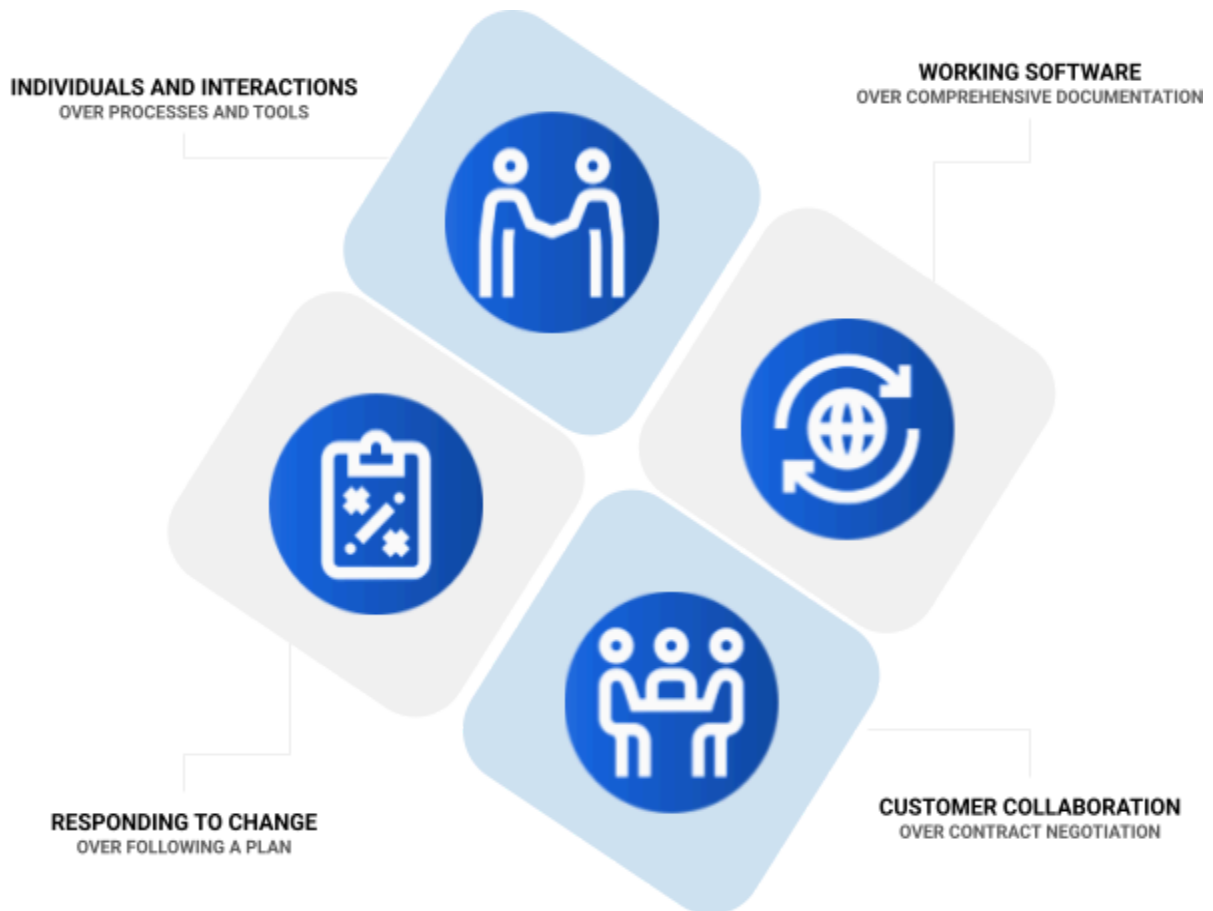 INDIVIDUALS AND INTERACTIONS
OVER PROCESSES AND TOOLS
WORKING SOFTWARE
OVER COMPREHENSIVE DOCUMENTATION
RESPONDING TO CHANGE
OVER FOLLOWING A PLAN
CUSTOMER COLLABORATION
OVER CONTRACT NEGOTIATION